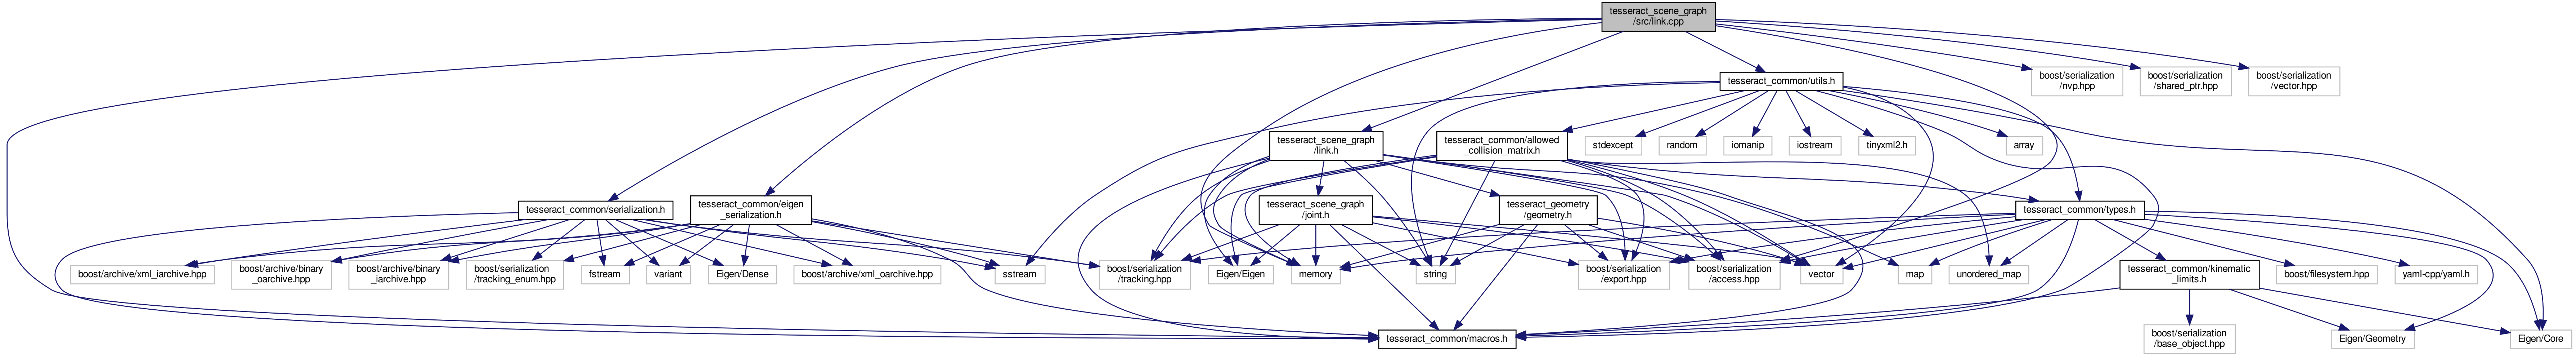 tesseract_scene_graph
/src/link.cpp
tesseract_common/utils.h
boost/serialization
/nvp.hpp
boost/serialization
/shared_ptr.hpp
boost/serialization
/vector.hpp
tesseract_scene_graph
/link.h
tesseract_common/allowed
_collision_matrix.h
stdexcept
random
iomanip
iostream
tinyxml2.h
array
tesseract_common/serialization.h
tesseract_common/eigen
_serialization.h
tesseract_scene_graph
/joint.h
tesseract_geometry
/geometry.h
tesseract_common/types.h
boost/archive/xml_iarchive.hpp
boost/archive/binary
_oarchive.hpp
boost/archive/binary
_iarchive.hpp
boost/serialization
/tracking_enum.hpp
fstream
variant
Eigen/Dense
boost/archive/xml_oarchive.hpp
sstream
boost/serialization
/tracking.hpp
Eigen/Eigen
memory
string
boost/serialization
/export.hpp
boost/serialization
/access.hpp
vector
map
unordered_map
tesseract_common/kinematic
_limits.h
boost/filesystem.hpp
yaml-cpp/yaml.h
tesseract_common/macros.h
boost/serialization
/base_object.hpp
Eigen/Geometry
Eigen/Core